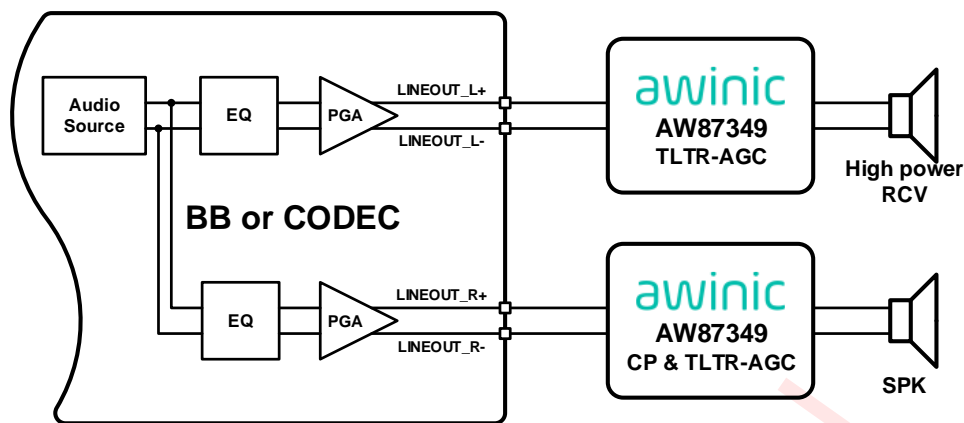 Audio
Source
EQ
PGA
LINEOUT_L+
LINEOUT_L-
awinic
AW87349
TLTR-AGC
High power
RCV
BB or CODEC
EQ
PGA
LINEOUT_R+
LINEOUT_R-
awinic
AW87349
CP & TLTR-AGC
SPK